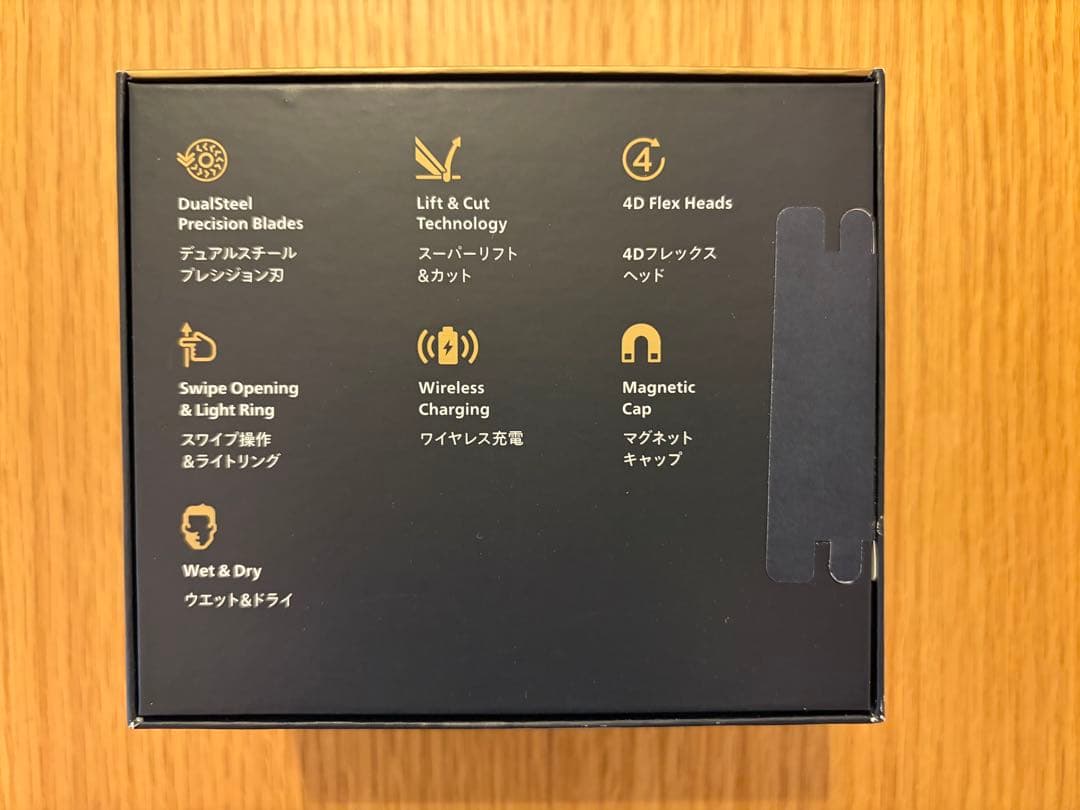 4
DualSteel
Precision Blades
デュアルスチール
プレシジョン刃
Lift & Cut
Technology
スーパーリフト
&カット
4D Flex Heads
4Dフレックス
ヘッド
Swipe Opening
& Light Ring
スワイプ操作
&ライトリング
Wireless
Charging
ワイヤレス充電
Magnetic
Cap
マグネット
キャップ
Wet & Dry
ウエット&ドライ